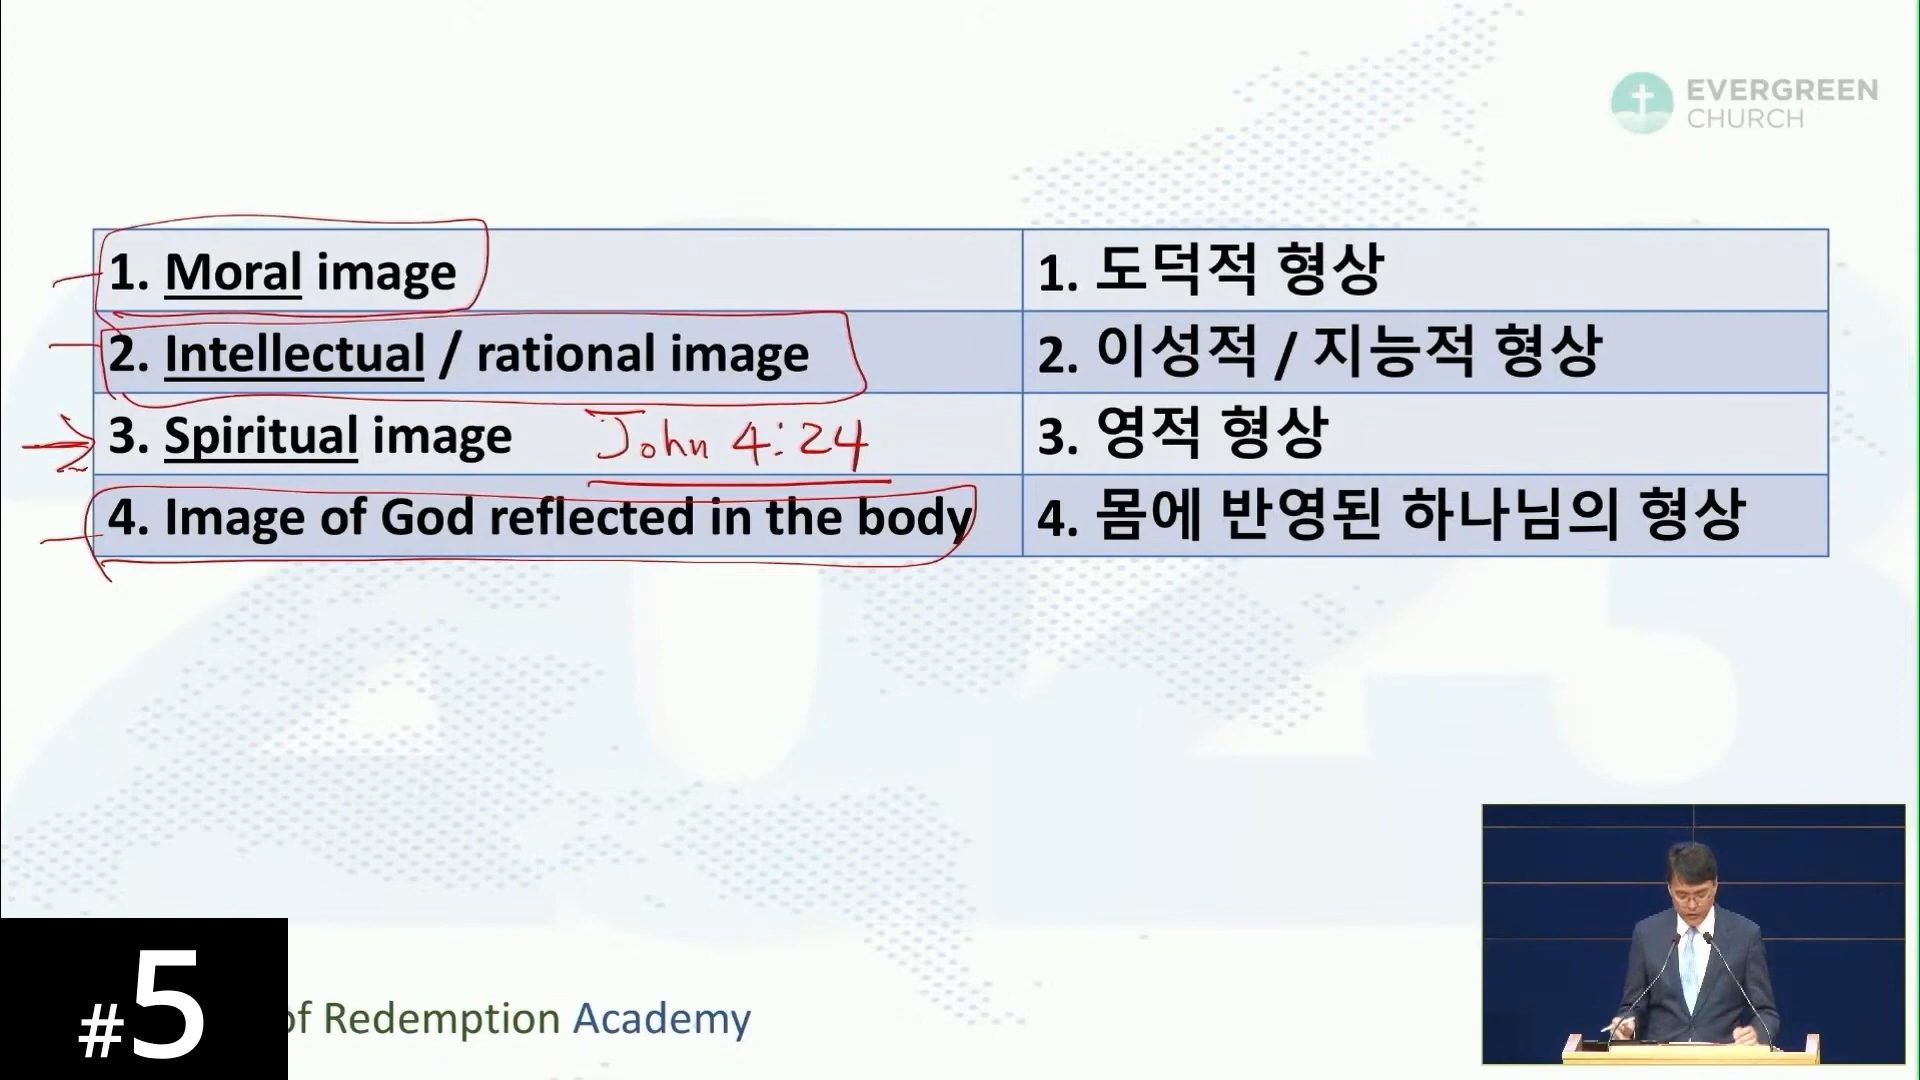 EVERGREEN
CHURCH
1. Moral image
1. 도덕적 형상
2. Intellectual / rational image
2. 이성적 / 지능적 형상
3. Spiritual image
John 4:24
3. 영적 형상
4. Image of God reflected in the body
4. 몸에 반영된 하나님의 형상
#5
of Redemption Academy